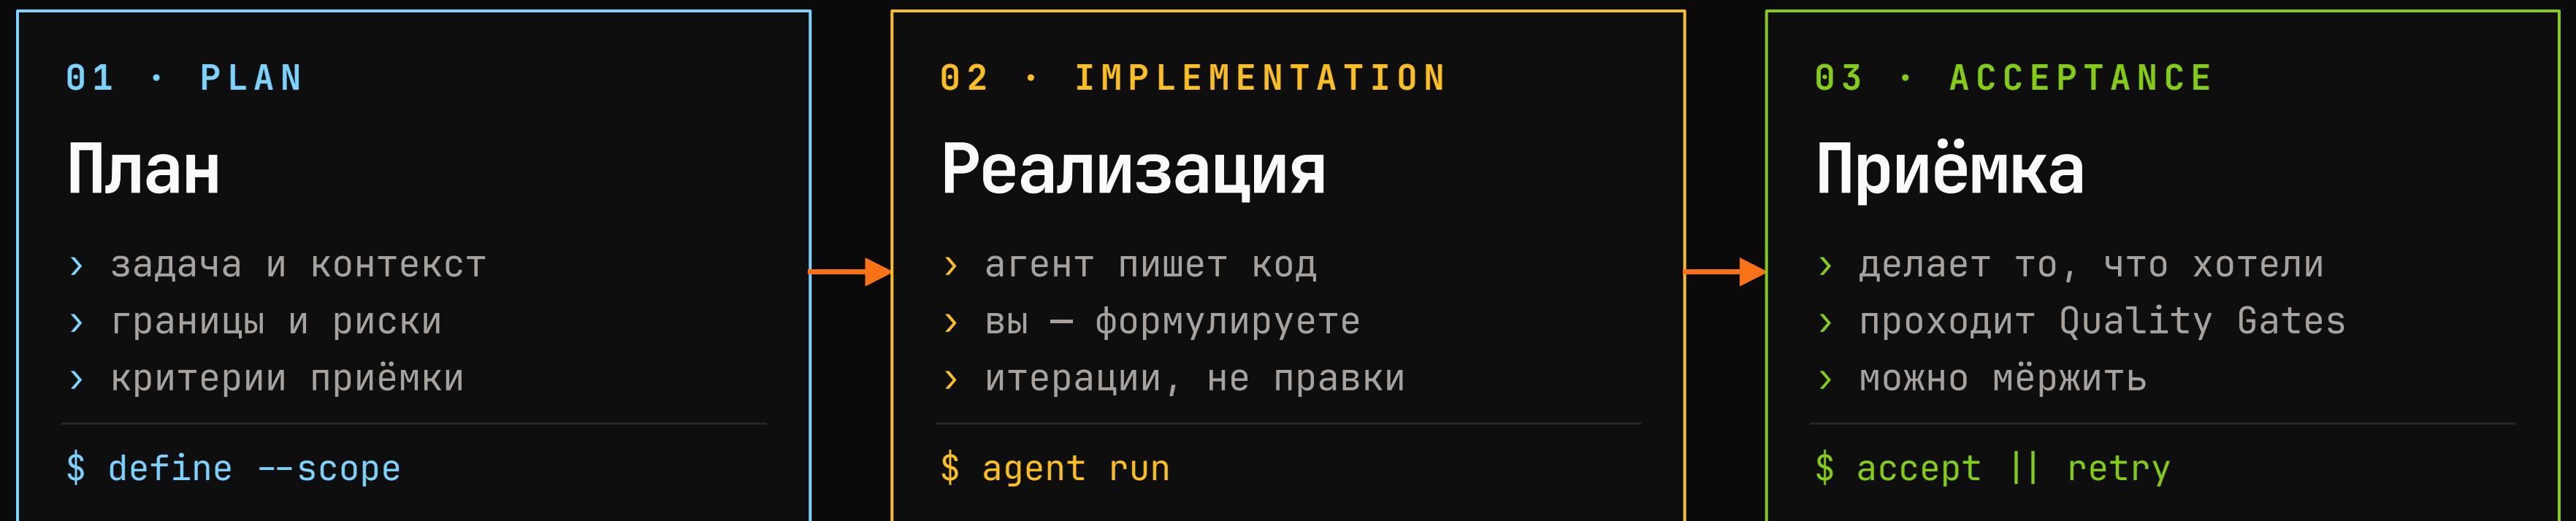 01 · PLAN
План
› задача и контекст
› границы и риски
› критерии приёмки
$ define --scope
02 · IMPLEMENTATION
Реализация
› агент пишет код
› вы — формулируете
› итерации, не правки
$ agent run
03 · ACCEPTANCE
Приёмка
› делает то, что хотели
› проходит Quality Gates
› можно мёржить
$ accept || retry